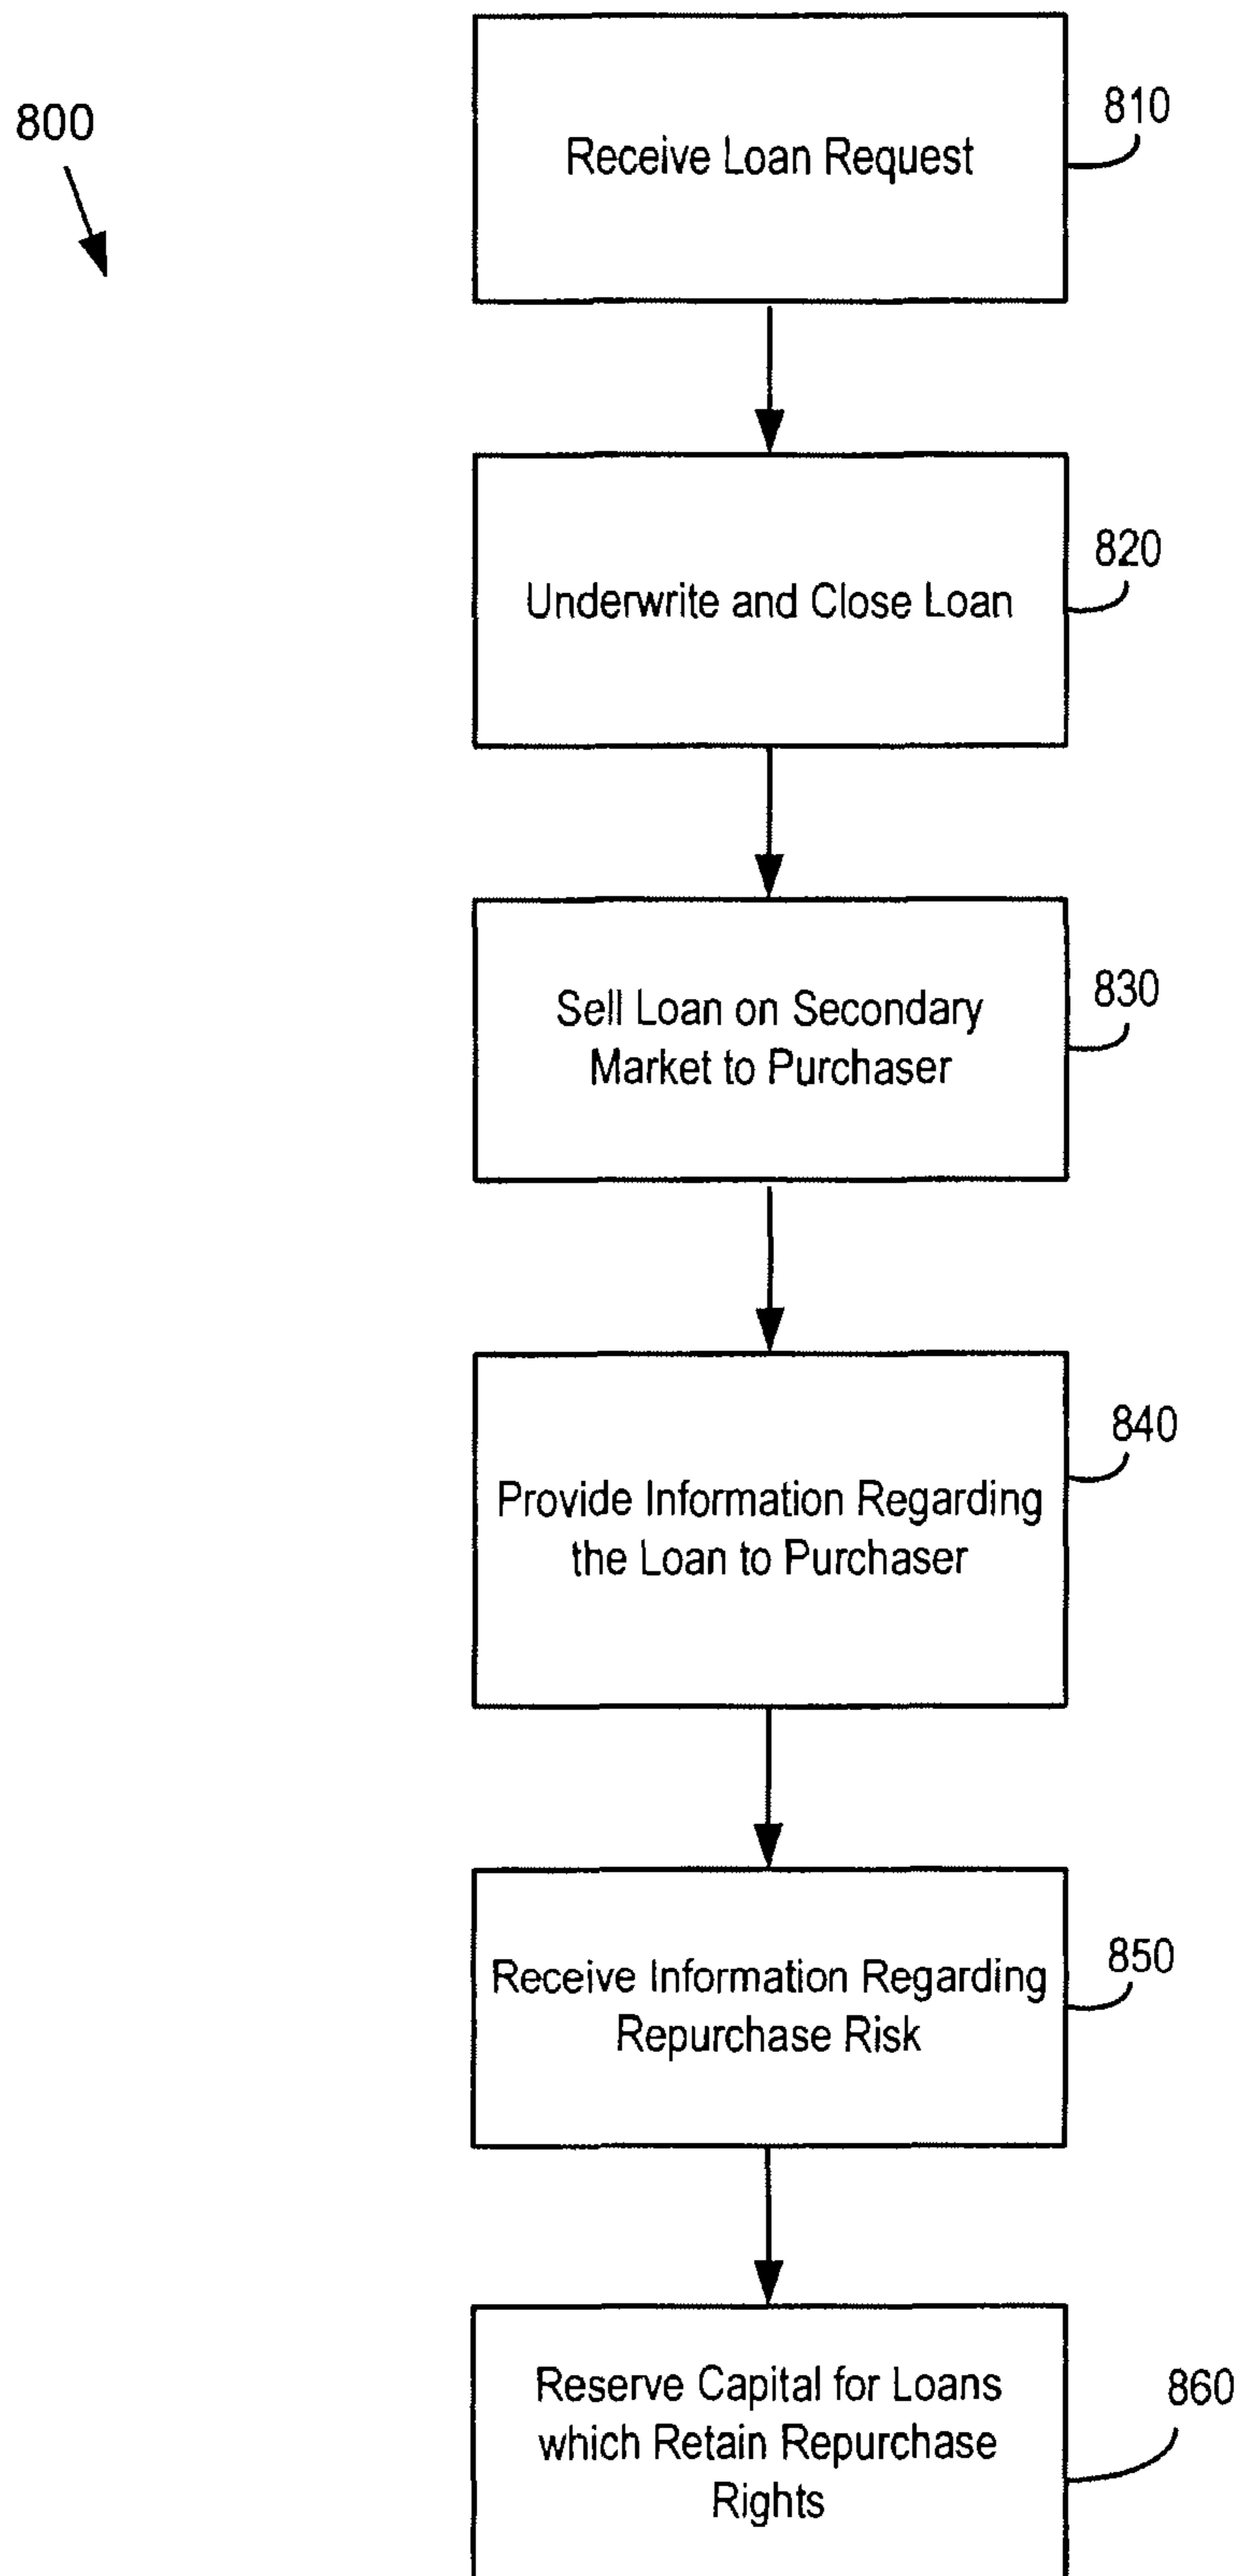 800
810
Receive Loan Request
820
Underwrite and Close Loan
830
Sell Loan on Secondary
Market to Purchaser
840
Provide Information Regarding
the Loan to Purchaser
850
Receive Information Regarding
Repurchase Risk
860
Reserve Capital for Loans
which Retain Repurchase
Rights